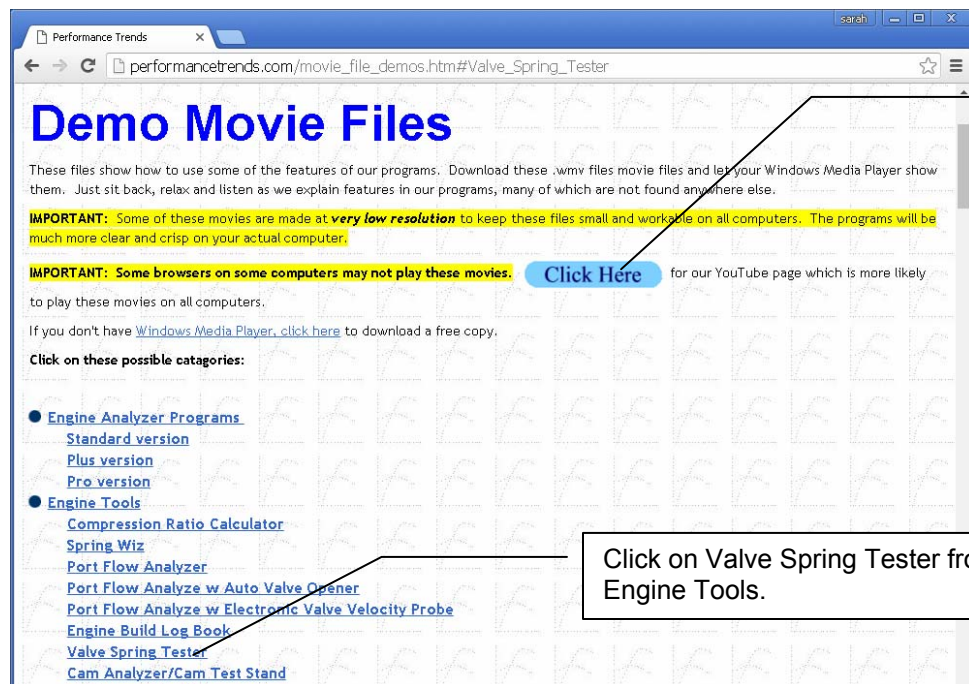 sarah
Performance Trends
performancetrends.com/movie_file_demos.htm#Valve_Spring_Tester
Demo Movie Files
These files show how to use some of the features of our programs. Download these .wmv files movie files and let your Windows Media Player show
them. Just sit back, relax and listen as we explain features in our programs, many of which are not found anywhere else.
IMPORTANT: Some of these movies are made at very low resolution to keep these files small and workable on all computers. The programs will be
much more clear and crisp on your actual computer.
IMPORTANT: Some browsers on some computers may not play these movies. Click Here for our YouTube page which is more likely
to play these movies on all computers.
If you don't have Windows Media Player, click here to download a free copy.
Click on these possible catagories:
Engine Analyzer Programs
Standard version
Plus version
Pro version
Engine Tools
Compression Ratio Calculator
Spring Wiz
Port Flow Analyzer
Port Flow Analyze w Auto Valve Opener
Port Flow Analyze w Electronic Valve Velocity Probe
Engine Build Log Book
Valve Spring Tester
Cam Analyzer/Cam Test Stand
Click on Valve Spring Tester
Engine Tools.